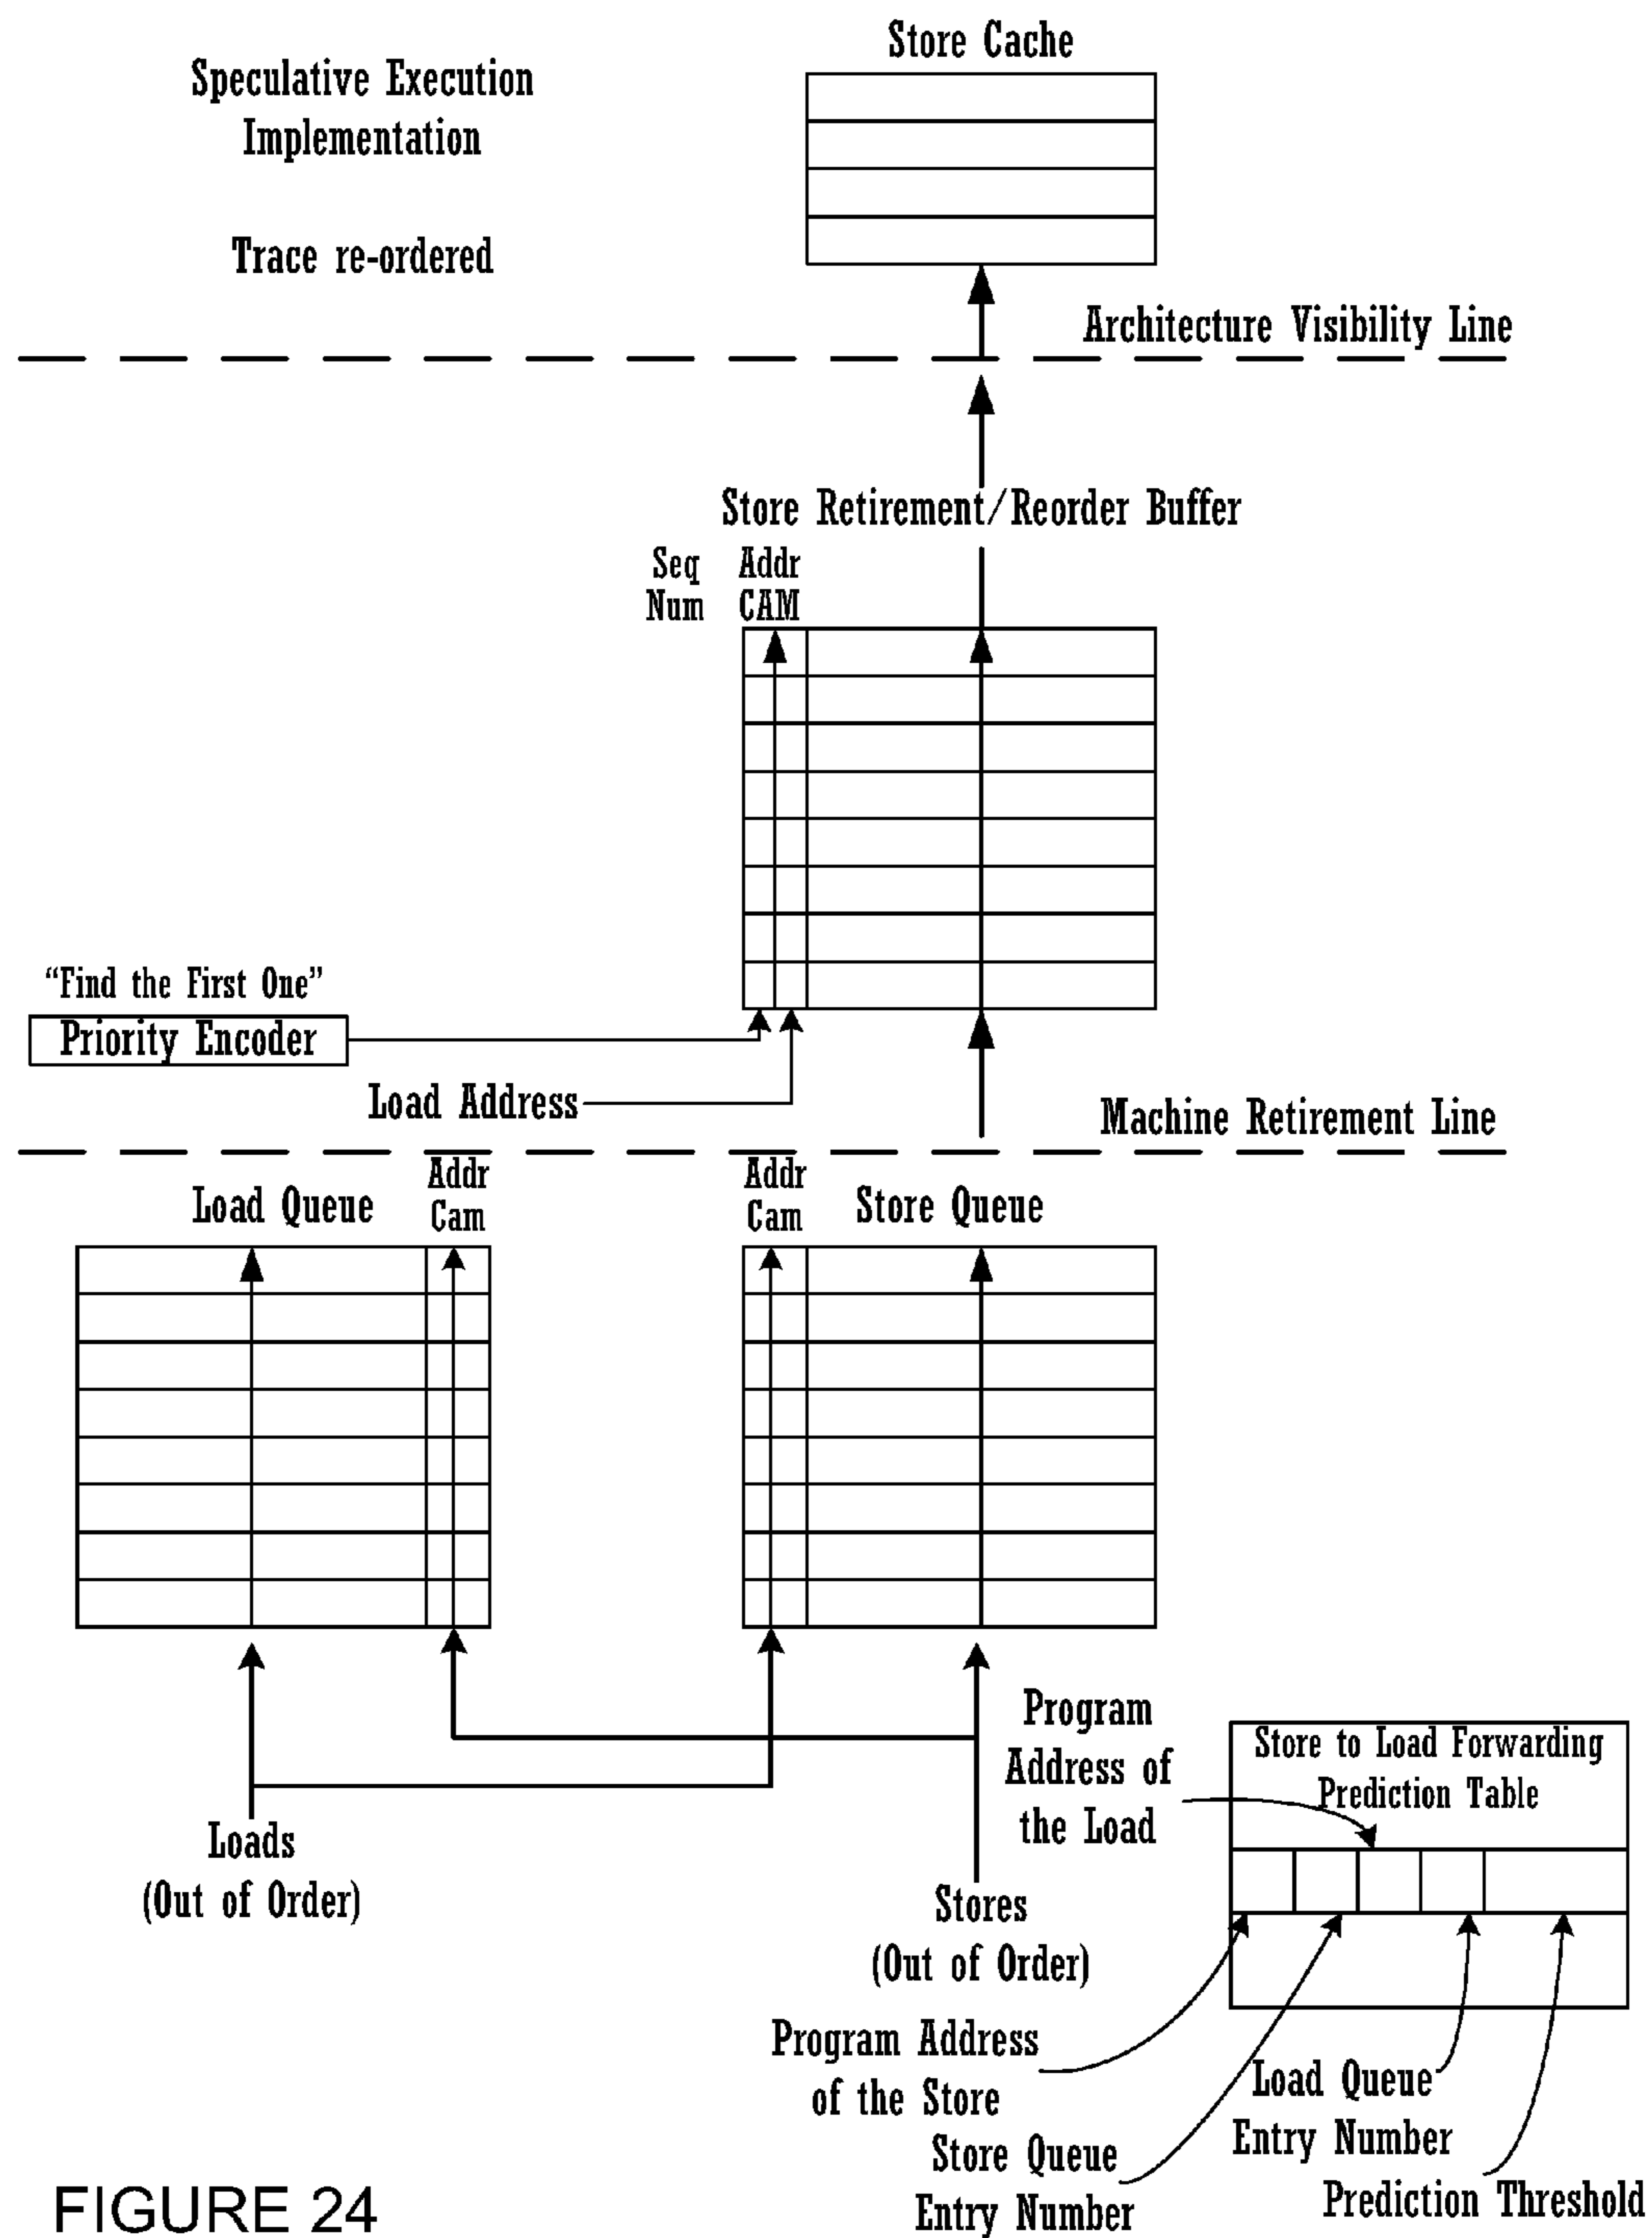 Store Cache
Speculative Execution
Implementation
Trace re-ordered
Architecture Visibility Line
Store Retirement/Reorder Buffer
Seq
Num
Addr
CAM
"Find the First One"
Priority Encoder
Load Address
Machine Retirement Line
Load Queue
Addr
Cam
Addr
Cam
Store Queue
Program
Address of
the Load
Store to Load Forwarding
Prediction Table
Loads
(Out of Order)
Stores
(Out of Order)
Program Address
of the Store
Load Queue
Entry Number
Store Queue
Entry Number
Prediction Threshold
FIGURE 24